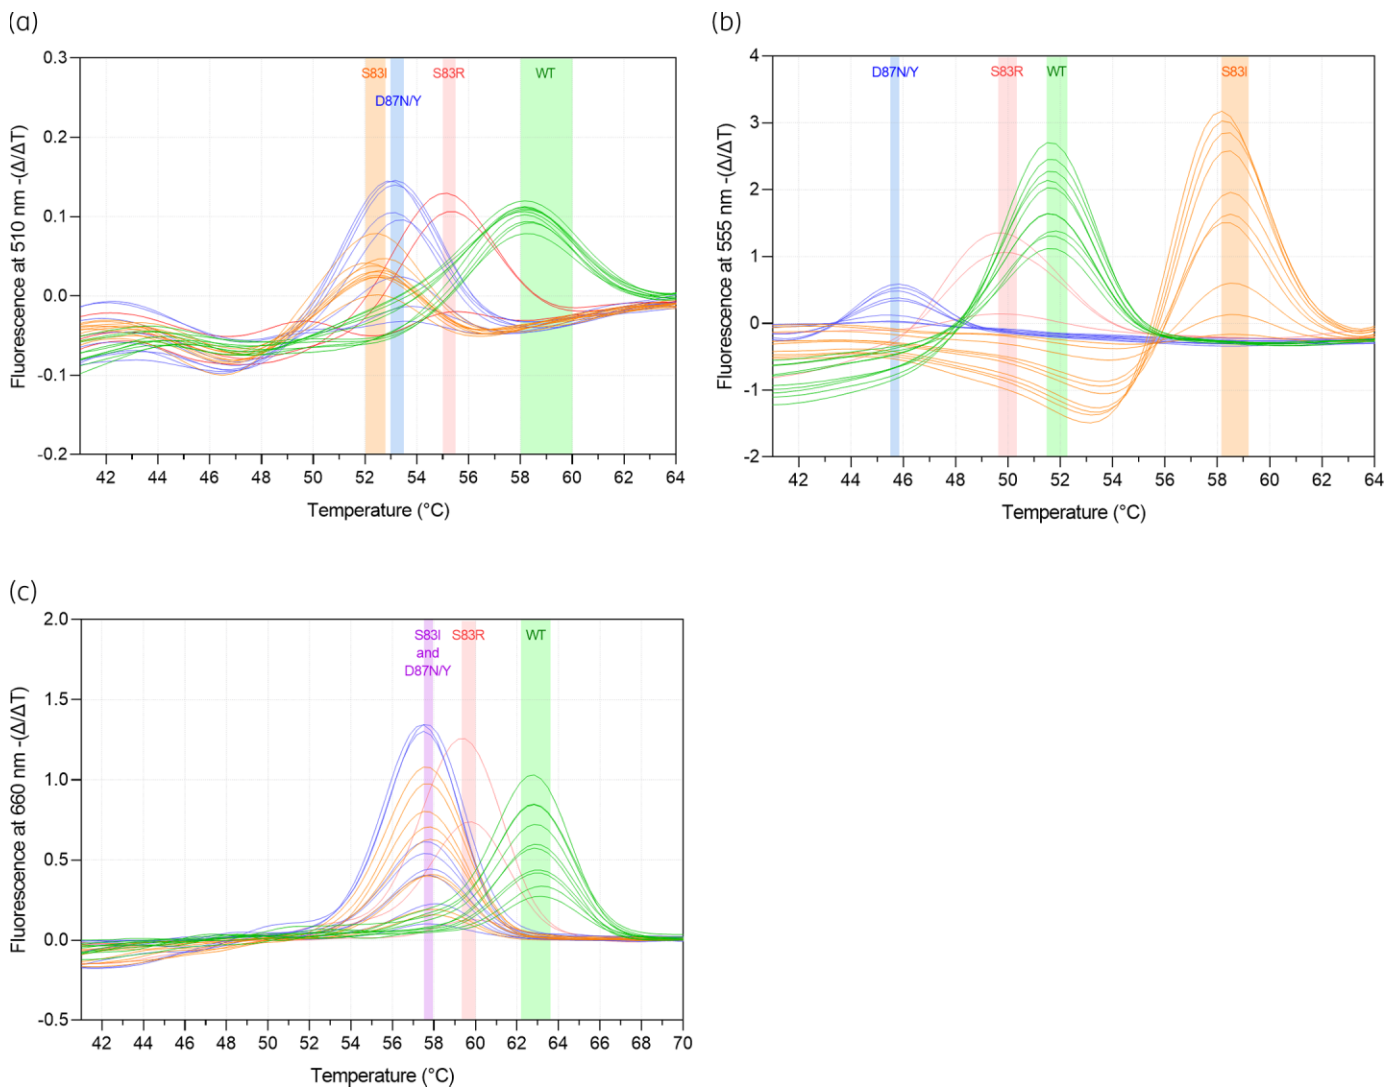 (a)
0.3
0.2
0.1
0.0
-0.1
-0.2
Fluorescence at 510 nm -(Δ/ΔT)
S83I
D87N/Y
S83R
WT
42 44 46 48 50 52 54 56 58 60 62 64
Temperature (°C)
(b)
4
3
2
1
0
-1
-2
Fluorescence at 555 nm -(Δ/ΔT)
D87N/Y
S83R
WT
S83I
42 44 46 48 50 52 54 56 58 60 62 64
Temperature (°C)
(c)
2.0
1.5
1.0
0.5
0.0
-0.5
Fluorescence at 660 nm -(Δ/ΔT)
S83I
and
D87N/Y
S83R
WT
42 44 46 48 50 52 54 56 58 60 62 64 66 68 70
Temperature (°C)